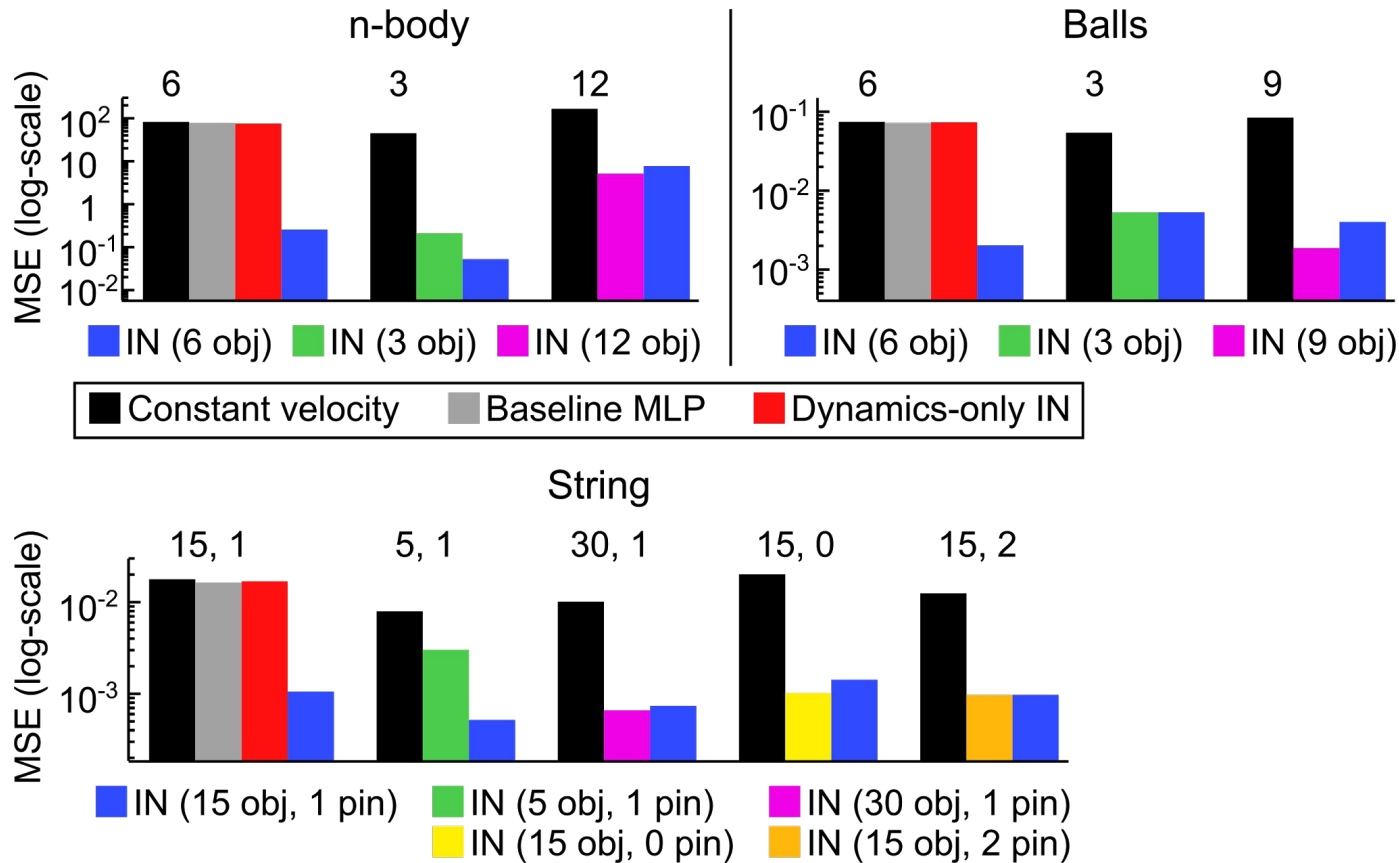 n-body
6 3 12
MSE (log-scale)
10²
10
1
10⁻¹
10⁻²
IN (6 obj) IN (3 obj) IN (12 obj)
Balls
6 3 9
10⁻¹
10⁻²
10⁻³
IN (6 obj) IN (3 obj) IN (9 obj)
Constant velocity Baseline MLP Dynamics-only IN
String
15, 1 5, 1 30, 1 15, 0 15, 2
MSE (log-scale)
10⁻²
10⁻³
IN (15 obj, 1 pin) IN (5 obj, 1 pin) IN (30 obj, 1 pin)
IN (15 obj, 0 pin) IN (15 obj, 2 pin)